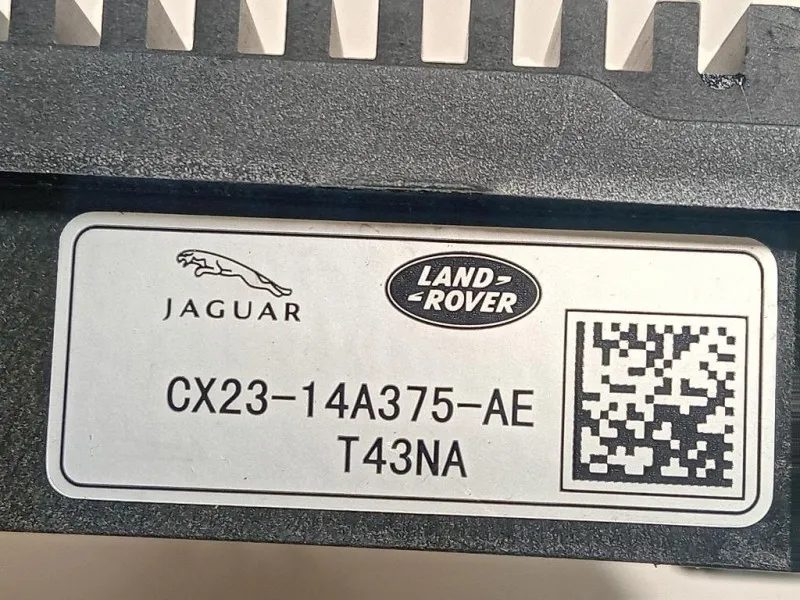 JAGUAR
LAND-
-ROVER
CX23-14A375-AE
T43NA